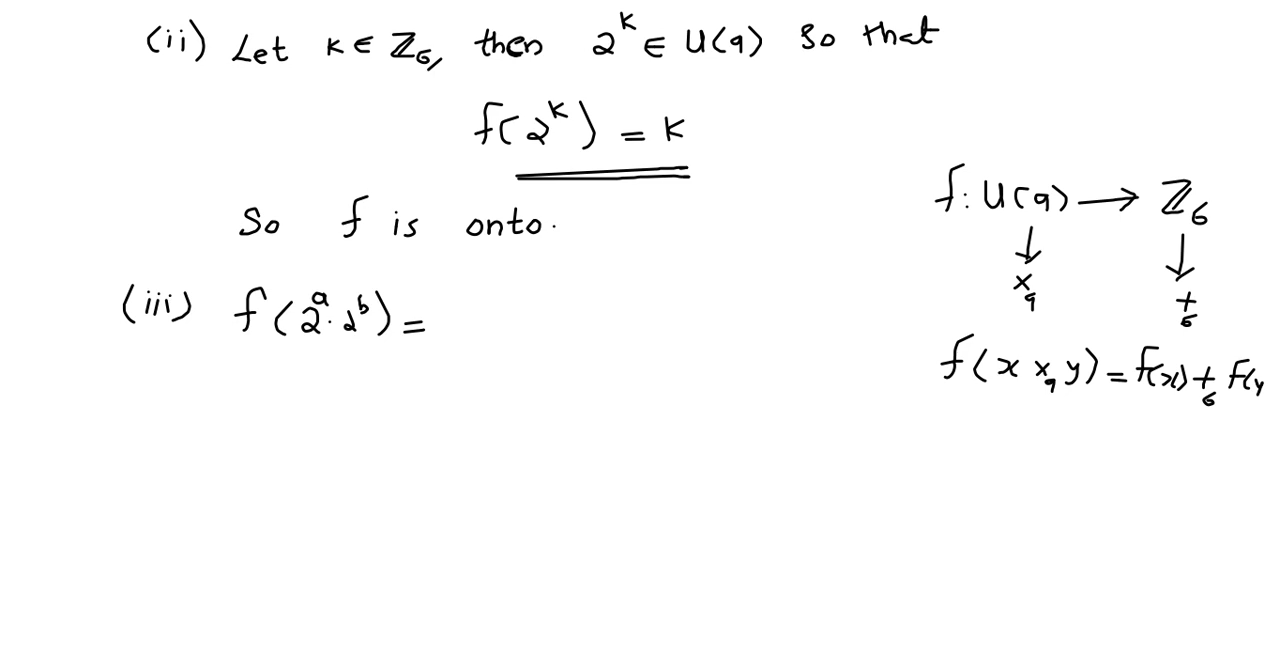 (ii) Let K ∈ ℤ₆, then 2^K ∈ U(9) so that
f(2^K) = K
So f is onto.
(iii) f(2^a · 2^b) =
f: U(9) → ℤ₆
↓ ↓
×₉ +₆
f(x ×₉ y) = f(x) +₆ f(y